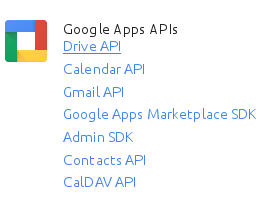 Google Apps APIs
Drive API
Calendar API
Gmail API
Google Apps Marketplace SDK
Admin SDK
Contacts API
CalDAV API